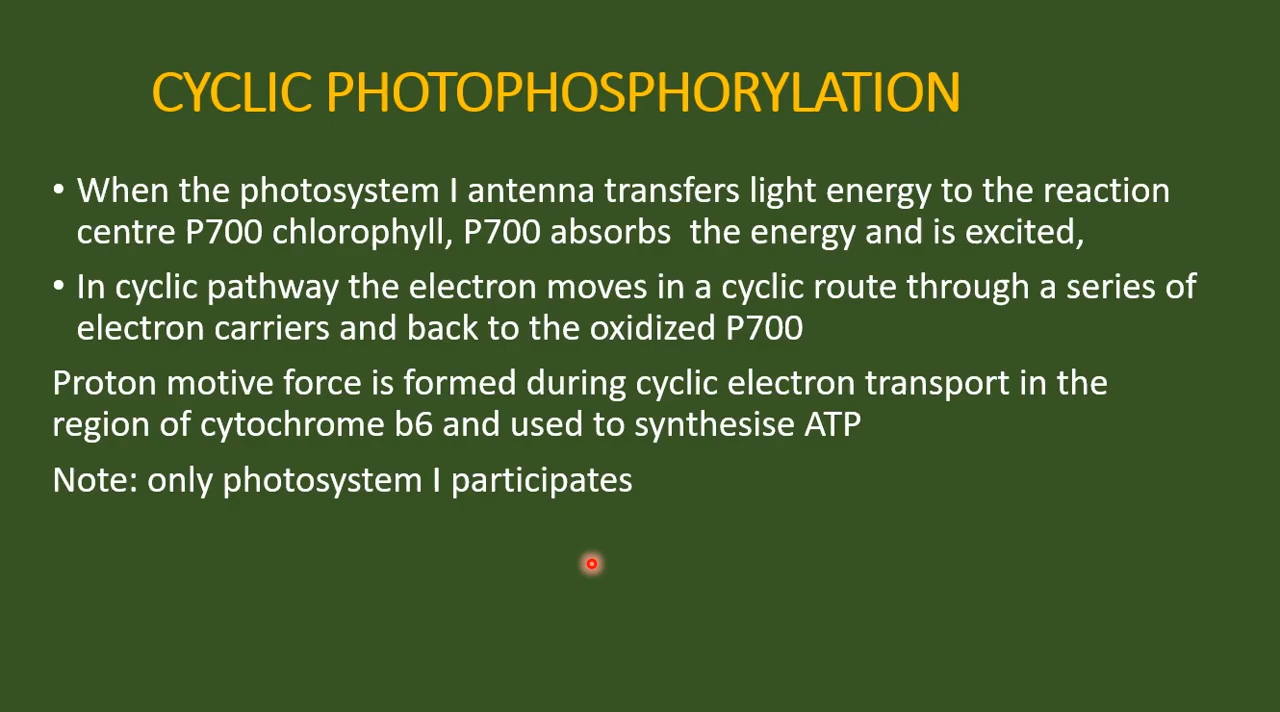 CYCLIC PHOTOPHOSPHORYLATION
• When the photosystem I antenna transfers light energy to the reaction
centre P700 chlorophyll, P700 absorbs  the energy and is excited,
• In cyclic pathway the electron moves in a cyclic route through a series of
electron carriers and back to the oxidized P700
Proton motive force is formed during cyclic electron transport in the
region of cytochrome b6 and used to synthesise ATP
Note: only photosystem I participates